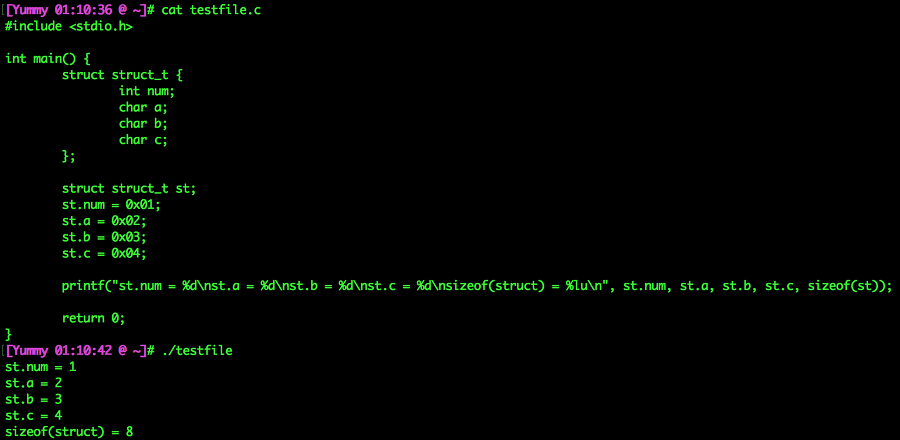 [Yummy 01:10:36 @ ~]# cat testfile.c
#include <stdio.h>

int main() {
        struct struct_t {
                int num;
                char a;
                char b;
                char c;
        };

        struct struct_t st;
        st.num = 0x01;
        st.a = 0x02;
        st.b = 0x03;
        st.c = 0x04;

        printf("st.num = %d\nst.a = %d\nst.b = %d\nst.c = %d\nsizeof(struct) = %lu\n", st.num, st.a, st.b, st.c, sizeof(st));

        return 0;
}
[Yummy 01:10:42 @ ~]# ./testfile
st.num = 1
st.a = 2
st.b = 3
st.c = 4
sizeof(struct) = 8